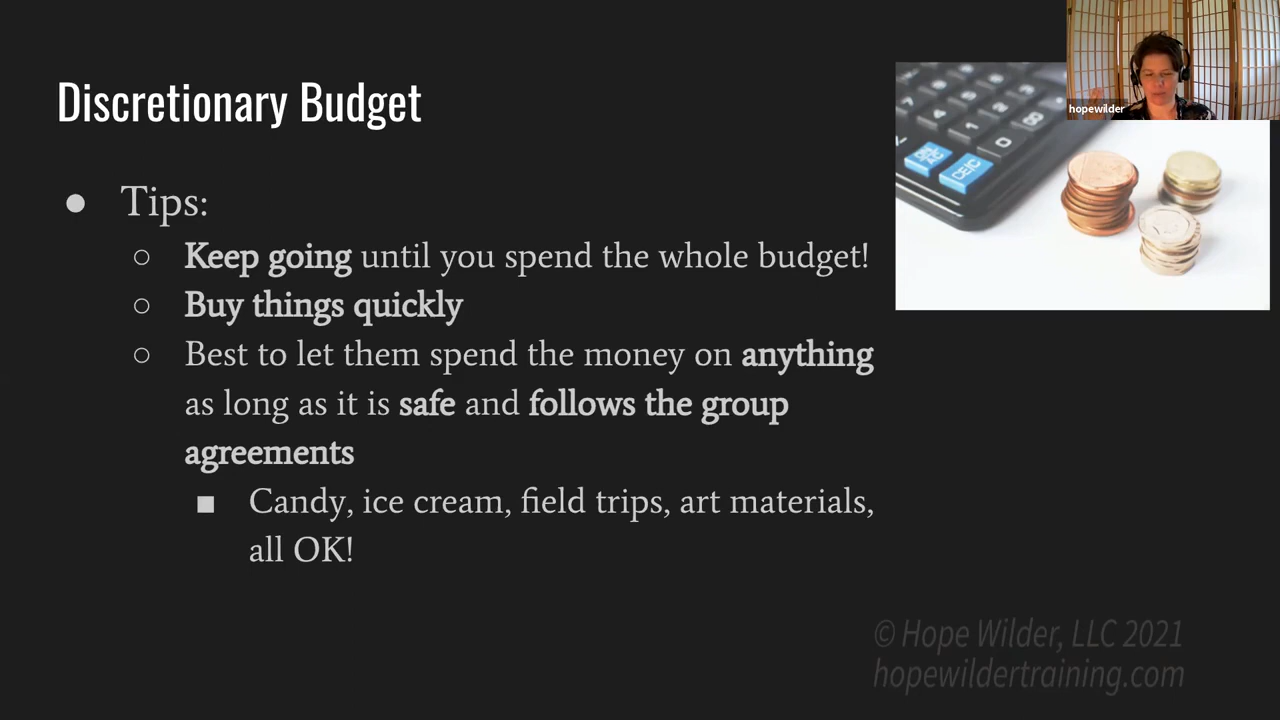 hopewilder
Discretionary Budget
● Tips:
○ Keep going until you spend the whole budget!
○ Buy things quickly
○ Best to let them spend the money on anything
as long as it is safe and follows the group
agreements
■ Candy, ice cream, field trips, art materials,
all OK!
© Hope Wilder, LLC 2021
hopewildertraining.com